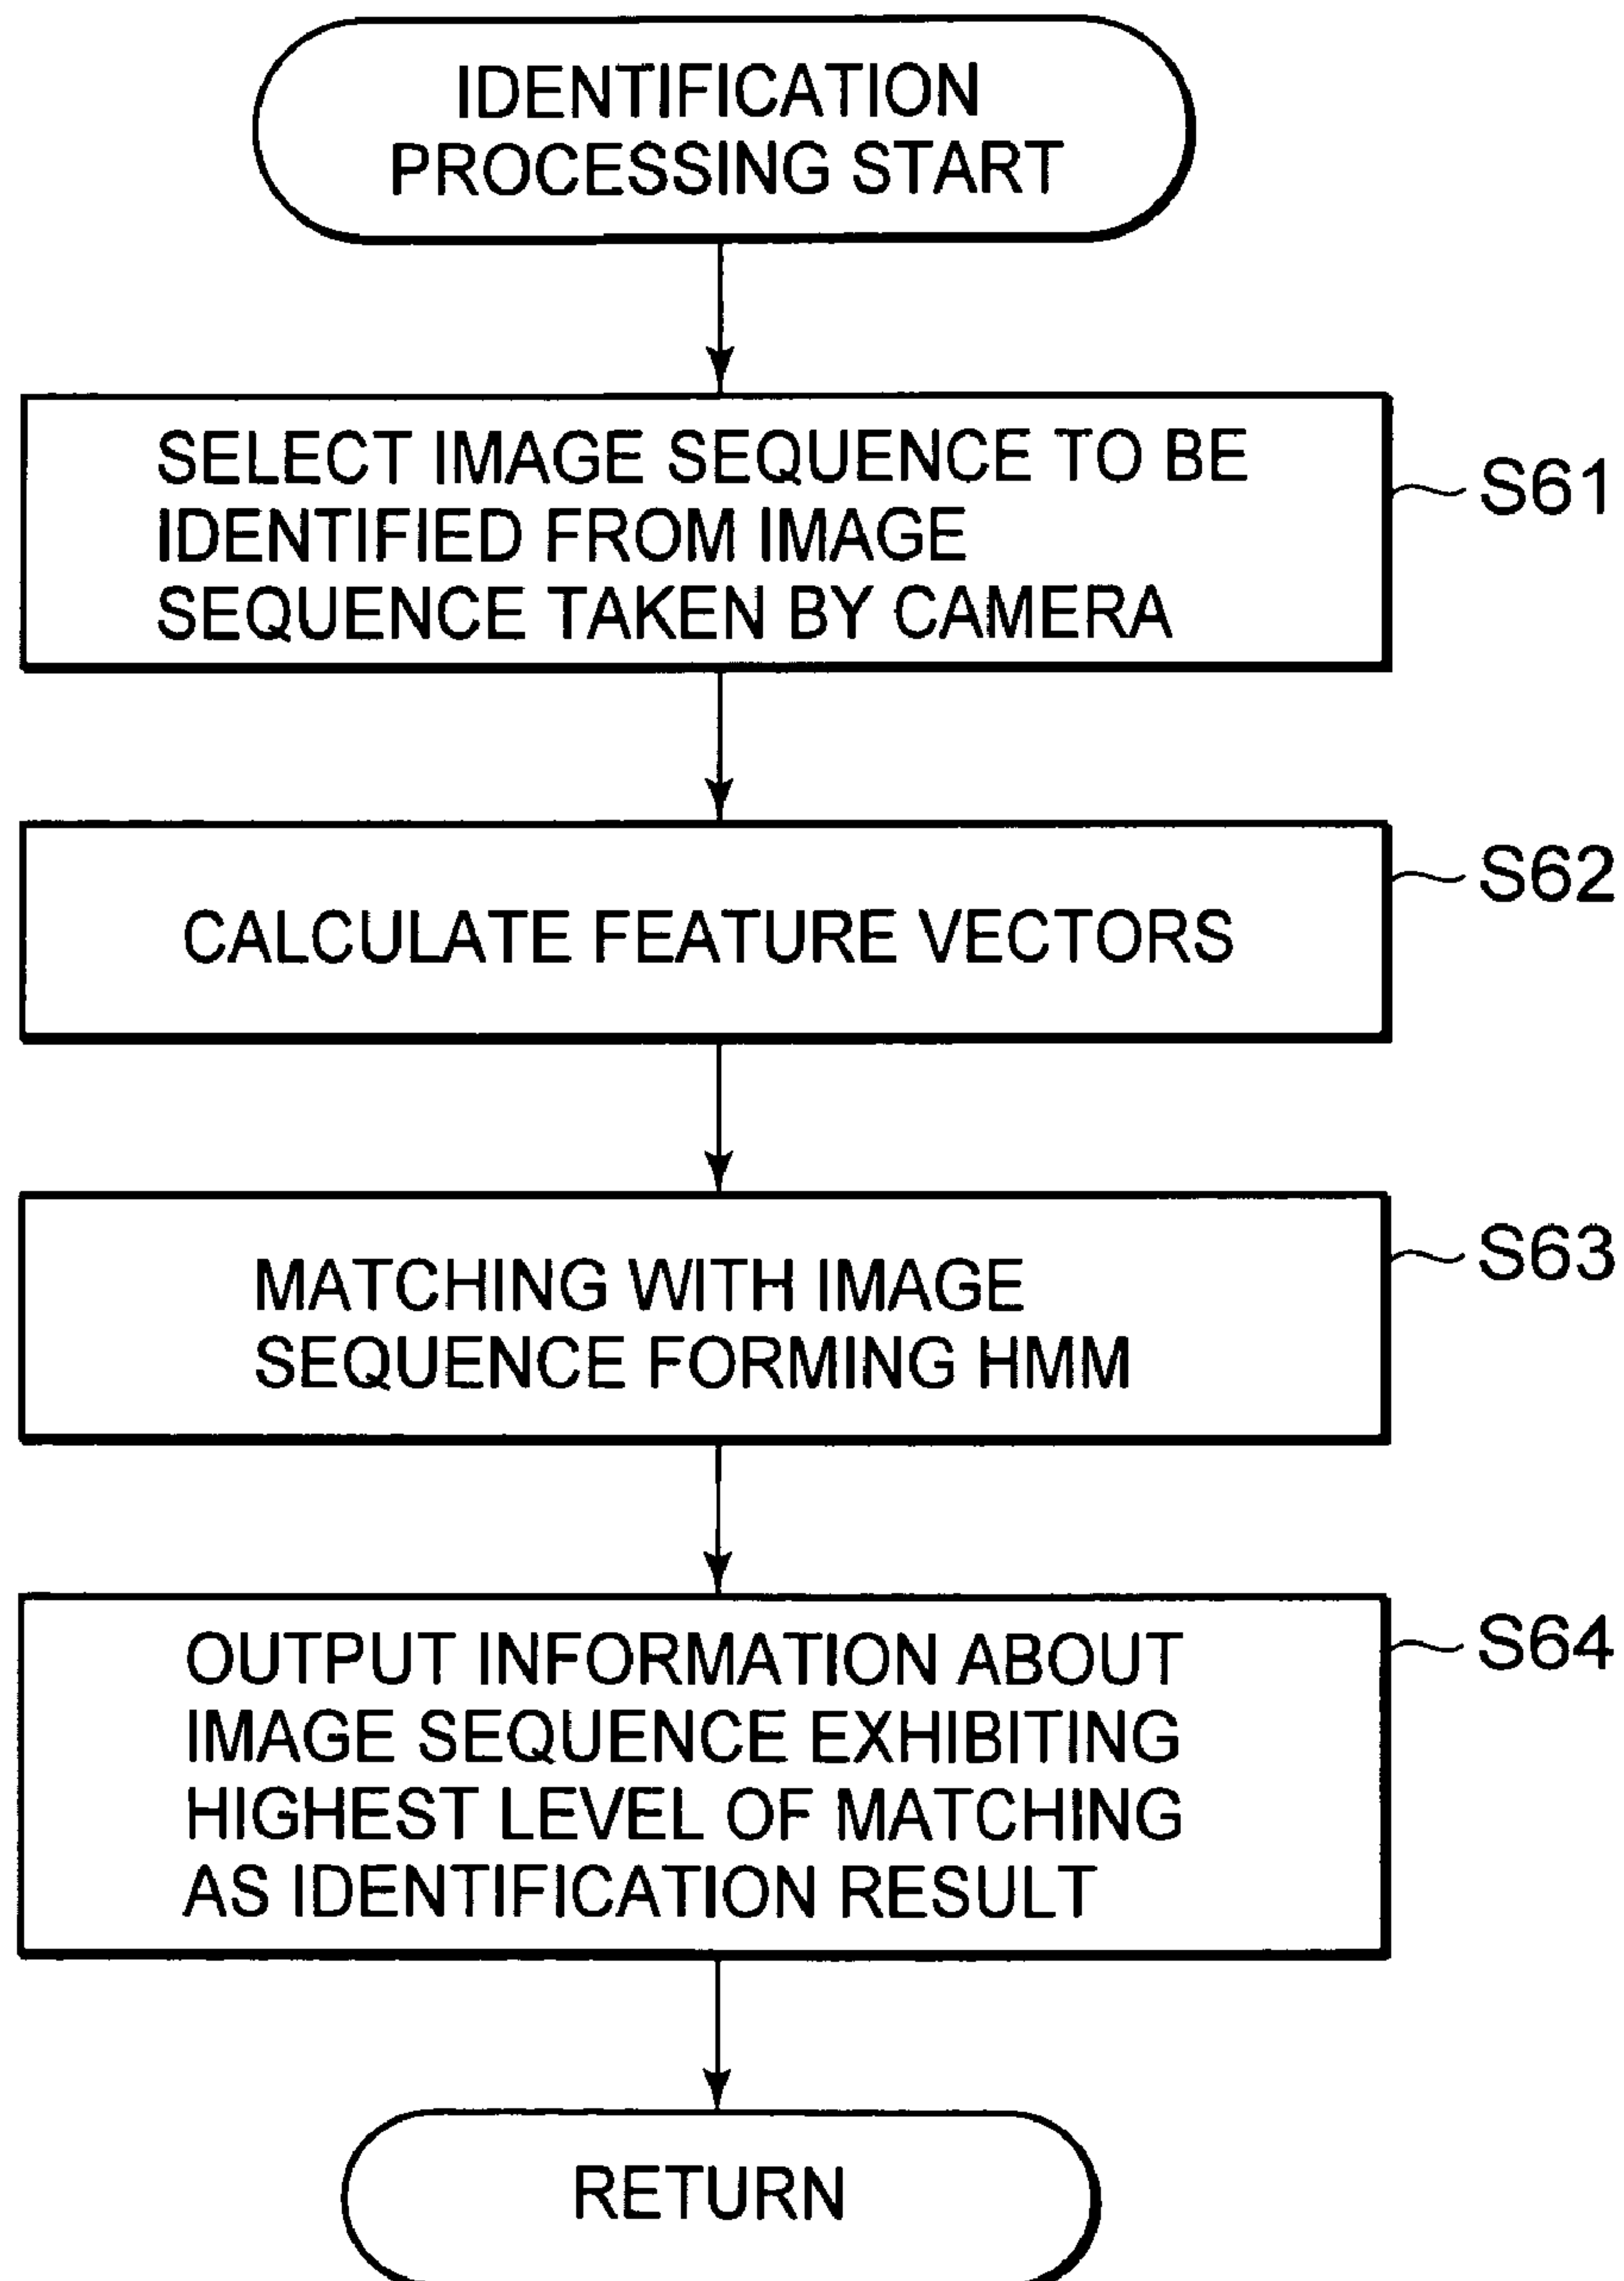 IDENTIFICATION
PROCESSING START
SELECT IMAGE SEQUENCE TO BE
IDENTIFIED FROM IMAGE
SEQUENCE TAKEN BY CAMERA
S61
CALCULATE FEATURE VECTORS
S62
MATCHING WITH IMAGE
SEQUENCE FORMING HMM
S63
OUTPUT INFORMATION ABOUT
IMAGE SEQUENCE EXHIBITING
HIGHEST LEVEL OF MATCHING
AS IDENTIFICATION RESULT
S64
RETURN